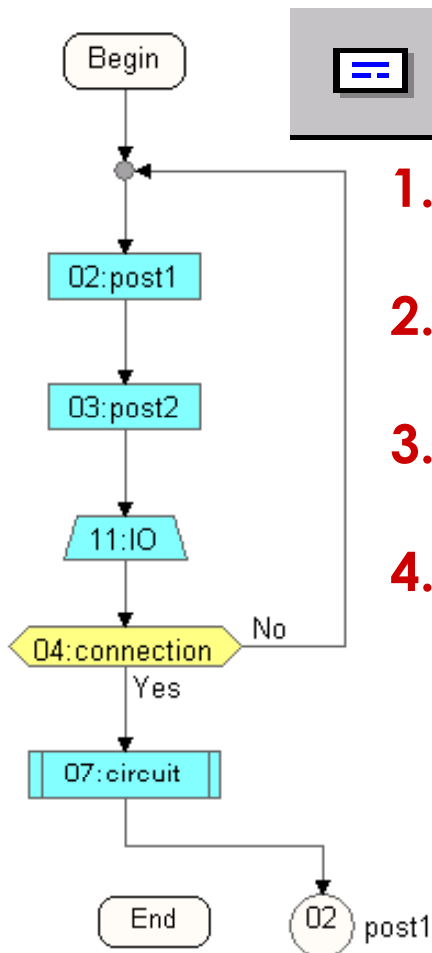 Begin
1.
02:post1
2.
03:post2
3.
11:IO
4.
04:connection
No
Yes
07:circuit
End
02
post1